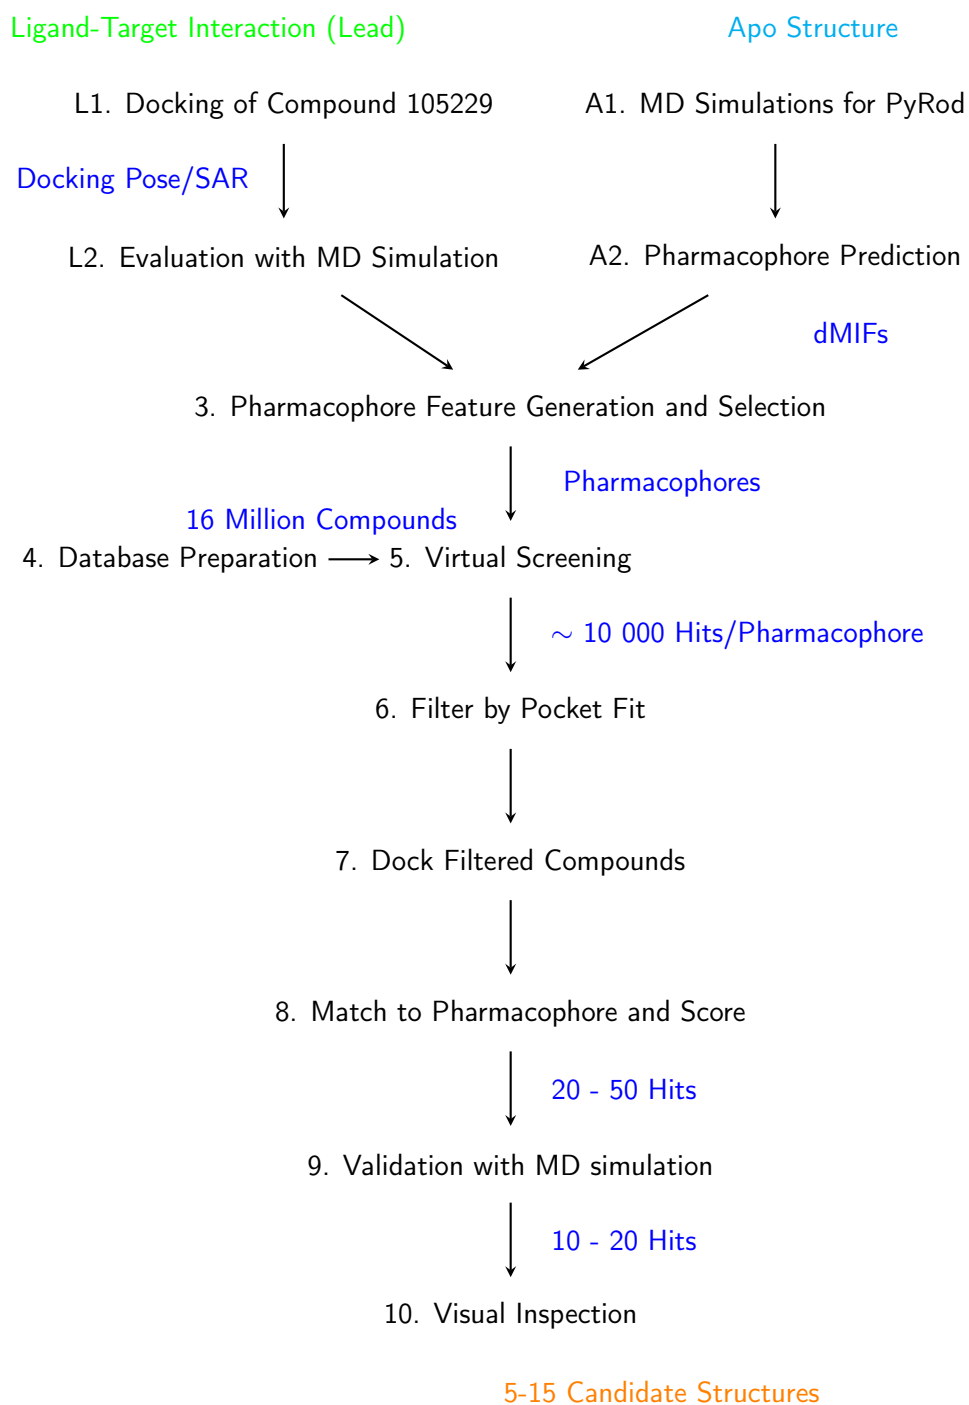 Ligand-Target Interaction (Lead)
Apo Structure
L1. Docking of Compound 105229
A1. MD Simulations for PyRod
Docking Pose/SAR
L2. Evaluation with MD Simulation
A2. Pharmacophore Prediction
dMIFs
3. Pharmacophore Feature Generation and Selection
Pharmacophores
16 Million Compounds
4. Database Preparation
5. Virtual Screening
∼ 10 000 Hits/Pharmacophore
6. Filter by Pocket Fit
7. Dock Filtered Compounds
8. Match to Pharmacophore and Score
20 - 50 Hits
9. Validation with MD simulation
10 - 20 Hits
10. Visual Inspection
5-15 Candidate Structures